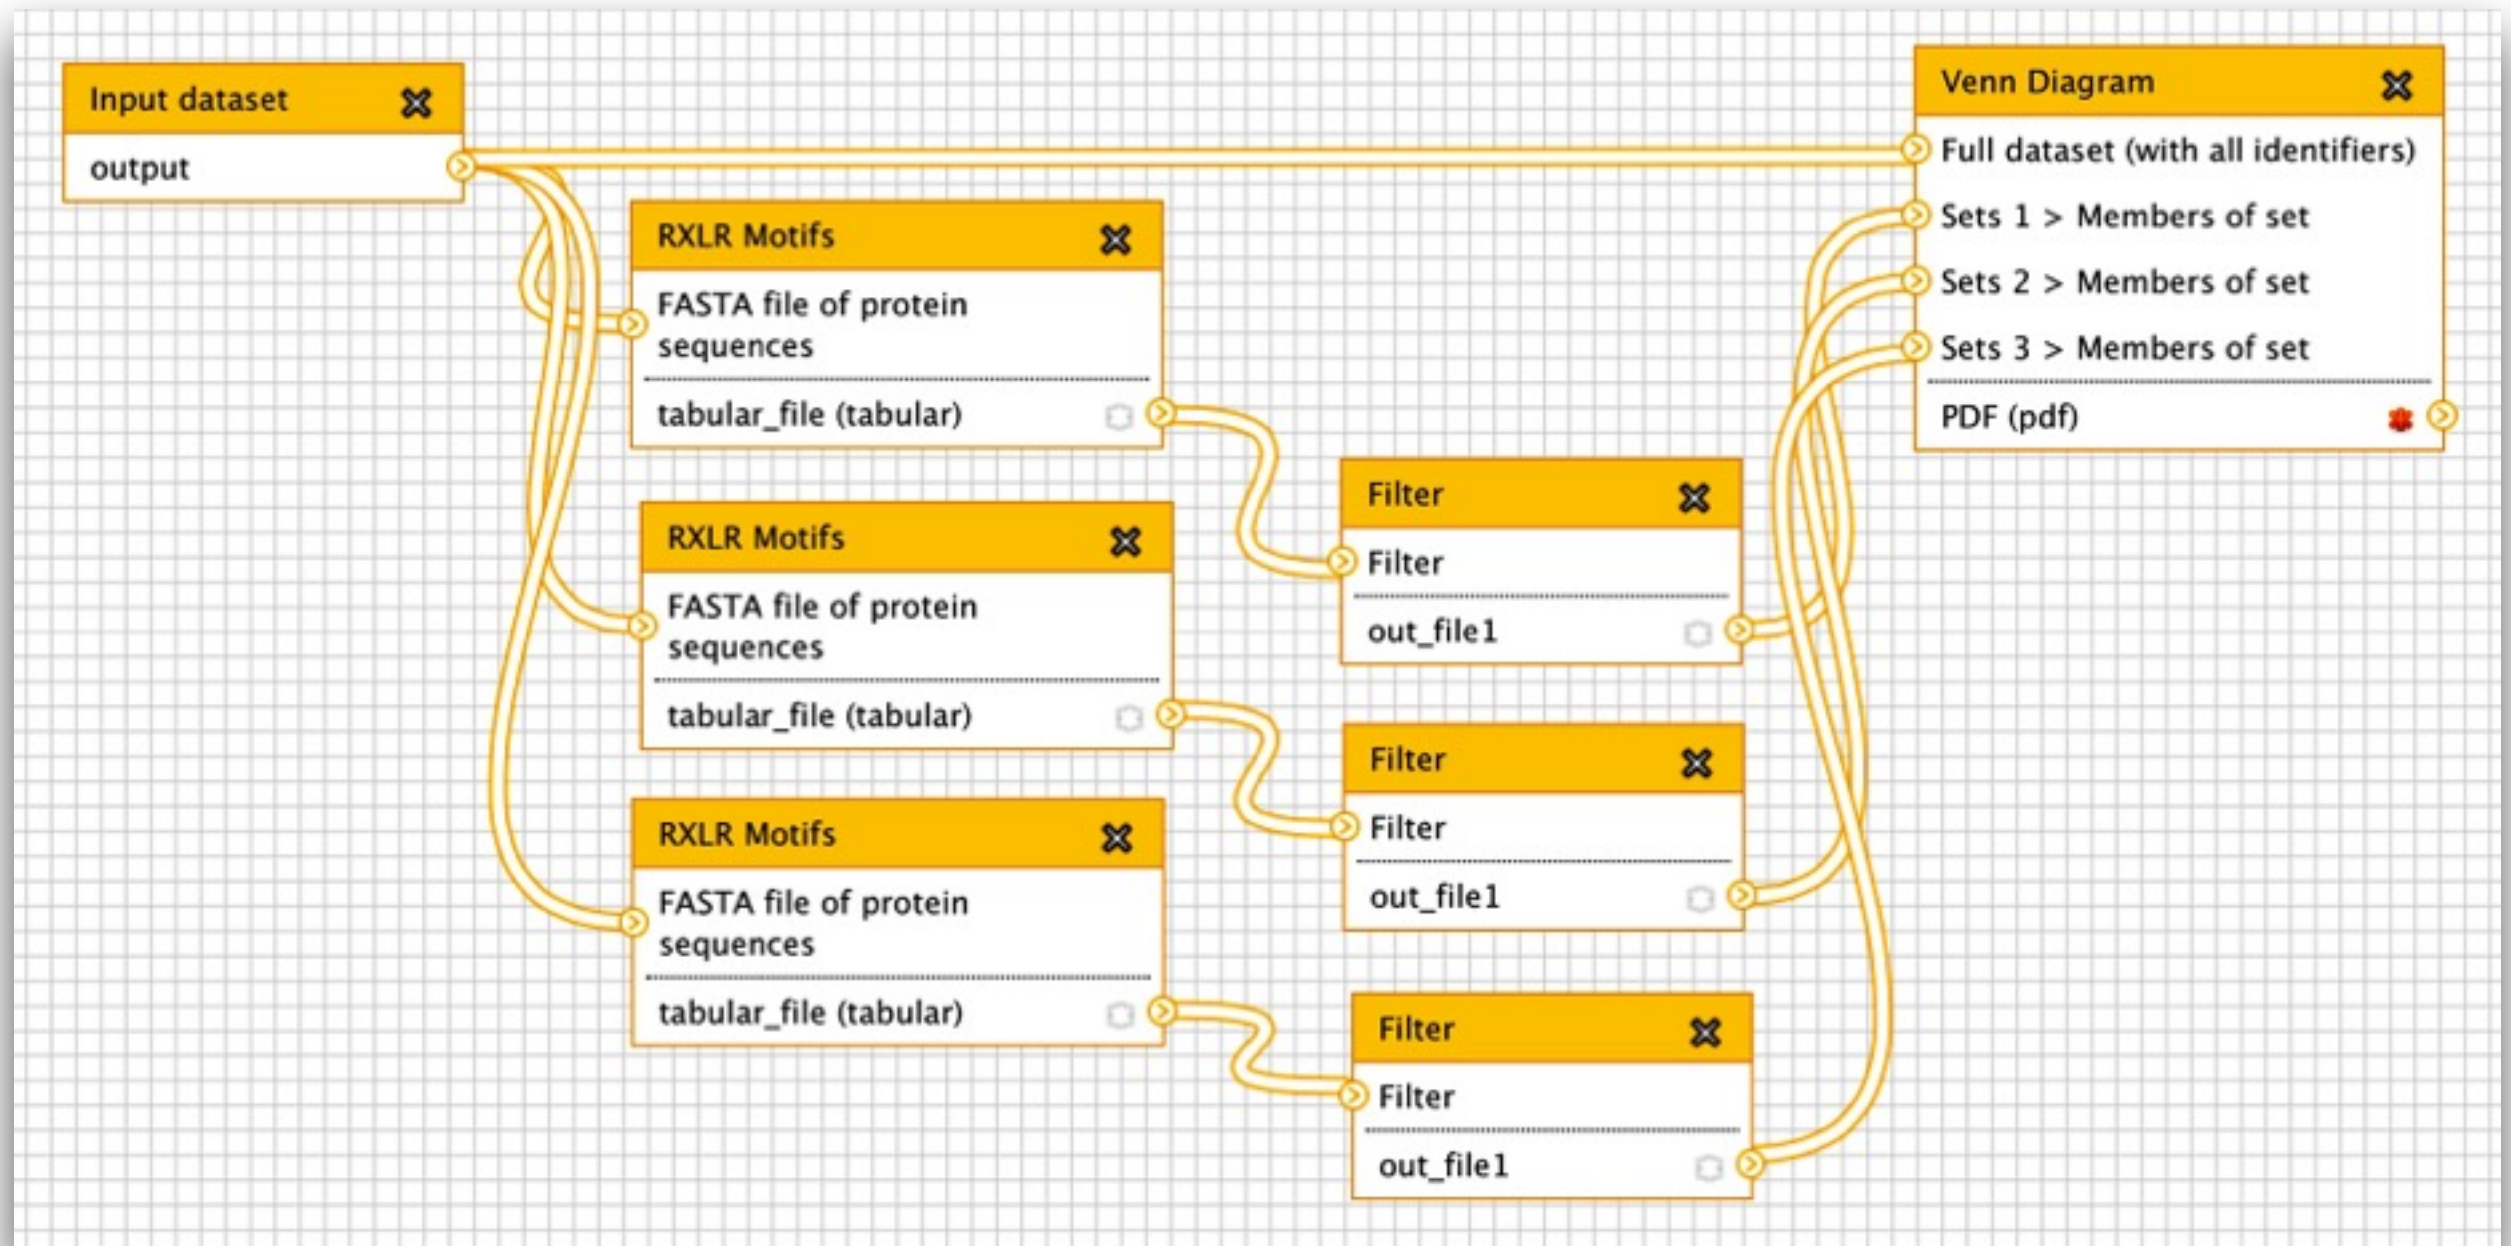 Input dataset
output
RXLR Motifs
FASTA file of protein
sequences
tabular_file (tabular)
RXLR Motifs
FASTA file of protein
sequences
tabular_file (tabular)
RXLR Motifs
FASTA file of protein
sequences
tabular_file (tabular)
Filter
Filter
out_file1
Filter
Filter
out_file1
Filter
Filter
out_file1
Venn Diagram
Full dataset (with all identifiers)
Sets 1 > Members of set
Sets 2 > Members of set
Sets 3 > Members of set
PDF (pdf)